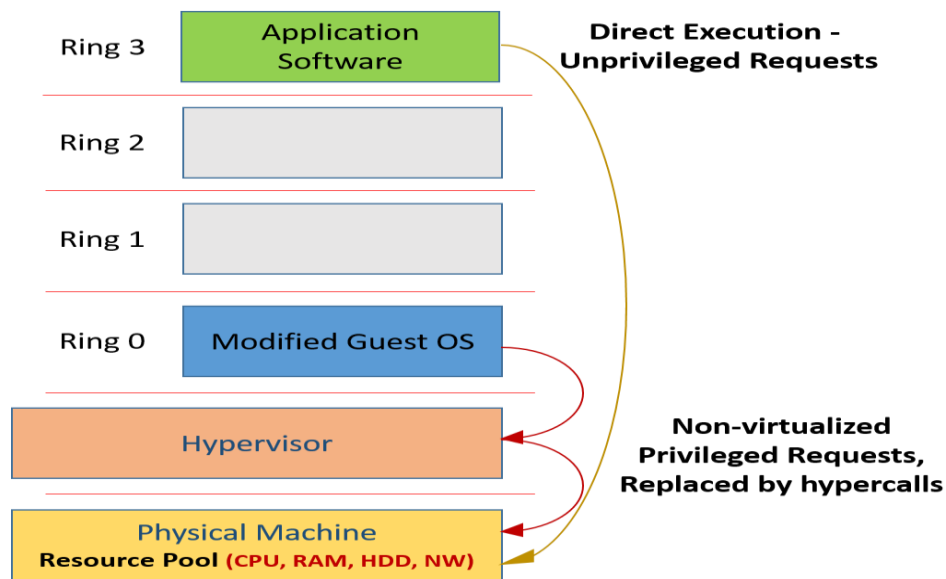 Ring 3
Application
Software
Direct Execution -
Unprivileged Requests
Ring 2
Ring 1
Ring 0
Modified Guest OS
Hypervisor
Non-virtualized
Privileged Requests,
Replaced by hypercalls
Physical Machine
Resource Pool (CPU, RAM, HDD, NW)